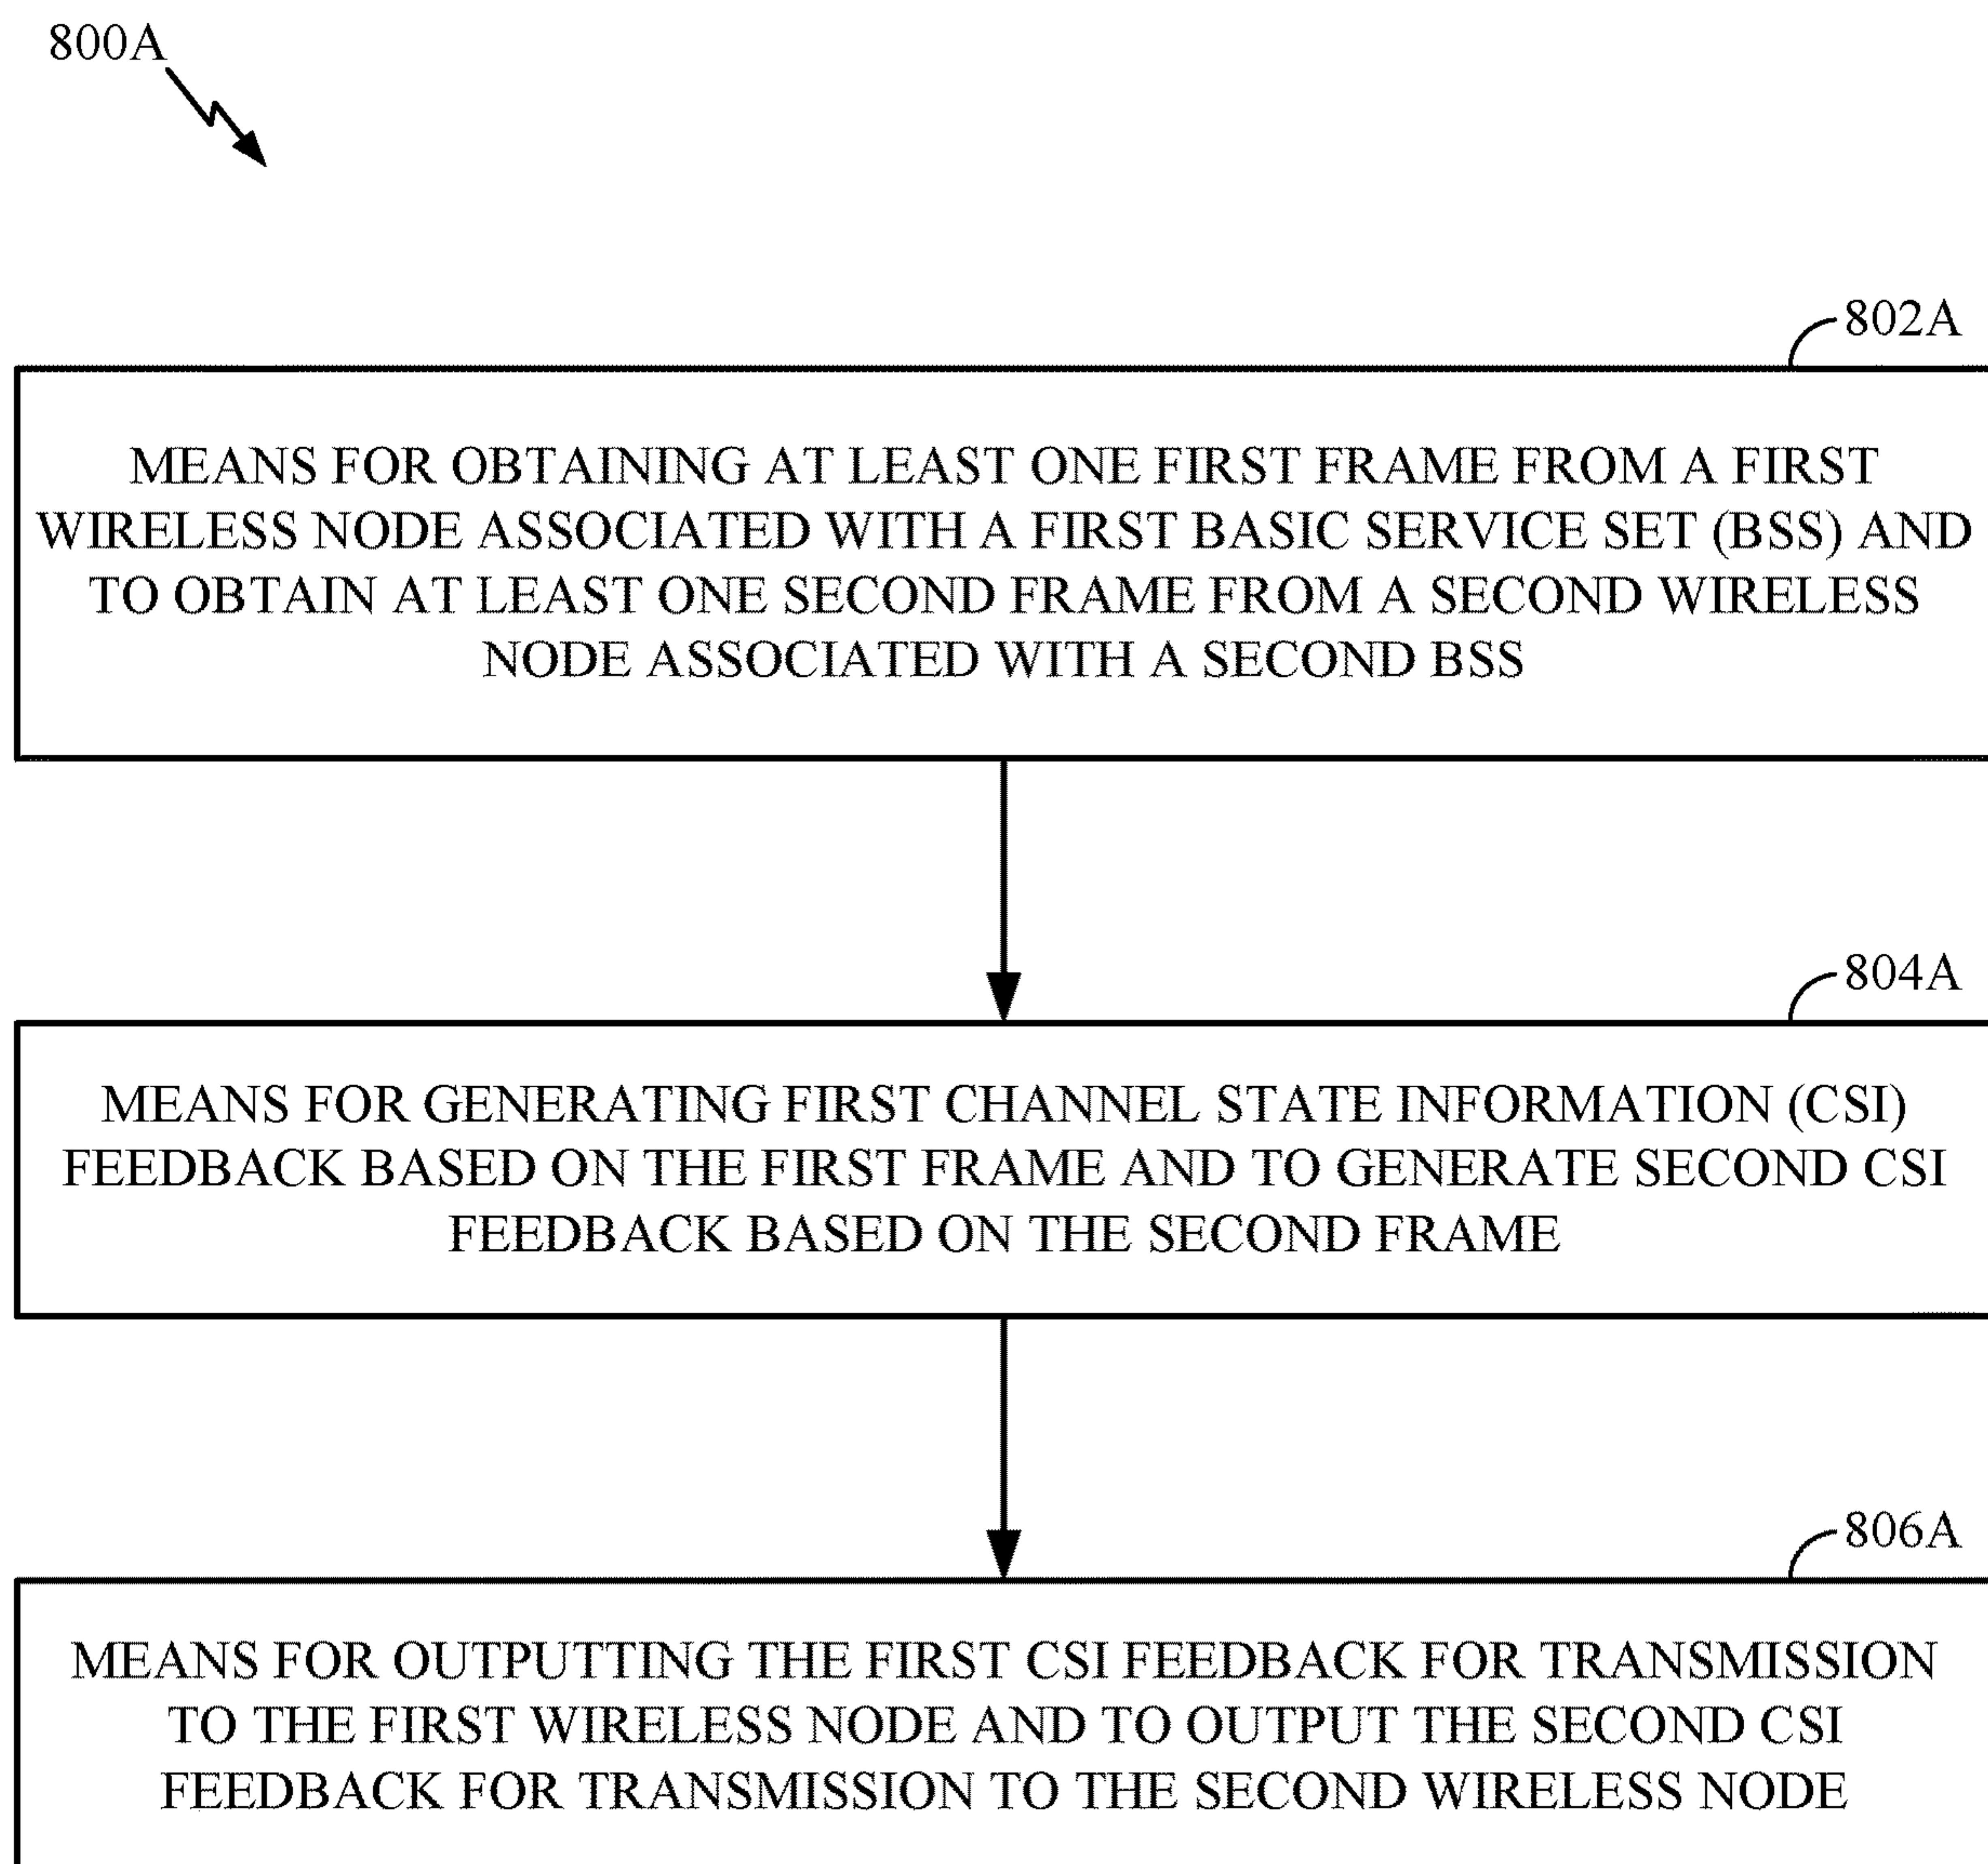 800A
802A
MEANS FOR OBTAINING AT LEAST ONE FIRST FRAME FROM A FIRST
WIRELESS NODE ASSOCIATED WITH A FIRST BASIC SERVICE SET (BSS) AND
TO OBTAIN AT LEAST ONE SECOND FRAME FROM A SECOND WIRELESS
NODE ASSOCIATED WITH A SECOND BSS
804A
MEANS FOR GENERATING FIRST CHANNEL STATE INFORMATION (CSI)
FEEDBACK BASED ON THE FIRST FRAME AND TO GENERATE SECOND CSI
FEEDBACK BASED ON THE SECOND FRAME
806A
MEANS FOR OUTPUTTING THE FIRST CSI FEEDBACK FOR TRANSMISSION
TO THE FIRST WIRELESS NODE AND TO OUTPUT THE SECOND CSI
FEEDBACK FOR TRANSMISSION TO THE SECOND WIRELESS NODE